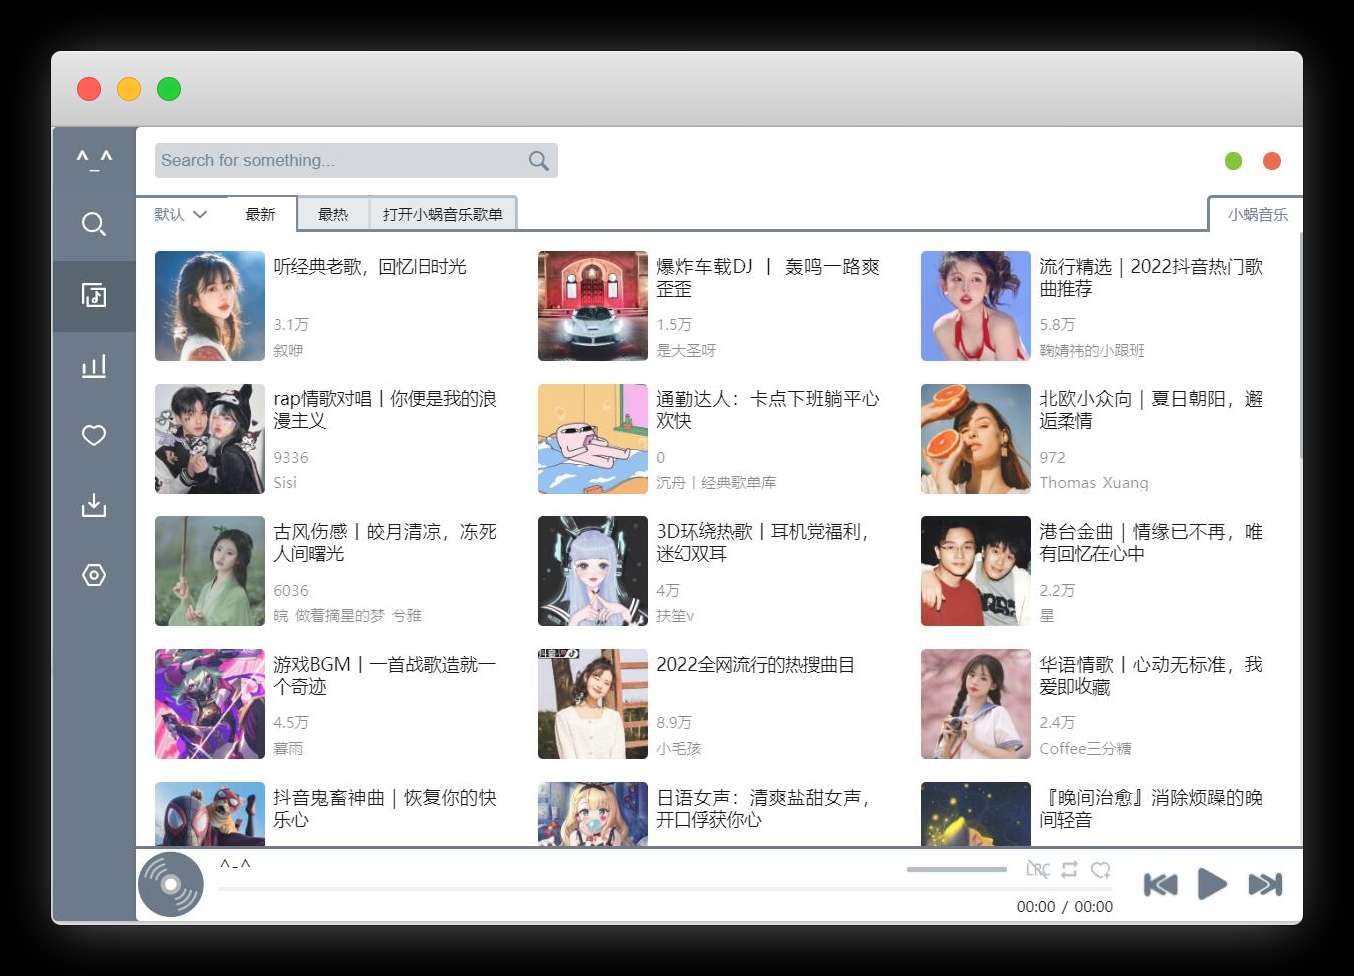 ^_^
Search for something...
默认
最新
最热
打开小蜗音乐歌单
小蜗音乐
听经典老歌，回忆旧时光
3.1万
叙咿
爆炸车载DJ 丨 轰鸣一路爽
歪歪
1.5万
是大圣呀
流行精选｜2022抖音热门歌
曲推荐
5.8万
鞠婧祎的小跟班
rap情歌对唱丨你便是我的浪
漫主义
9336
Sisi
通勤达人：卡点下班躺平心
欢快
0
沉舟丨经典歌单库
北欧小众向｜夏日朝阳，邂
逅柔情
972
Thomas Xuanq
古风伤感丨皎月清凉，冻死
人间曙光
6036
皖 做着摘星的梦 兮雅
3D环绕热歌丨耳机党福利，
迷幻双耳
4万
扶笙v
港台金曲｜情缘已不再，唯
有回忆在心中
2.2万
星
游戏BGM丨一首战歌造就一
个奇迹
4.5万
暮雨
2022全网流行的热搜曲目
8.9万
小毛孩
华语情歌丨心动无标准，我
爱即收藏
2.4万
Coffee三分糖
抖音鬼畜神曲｜恢复你的快
乐心
日语女声：清爽盐甜女声，
开口俘获你心
『晚间治愈』消除烦躁的晚
间轻音
^-^
LRC
00:00 / 00:00